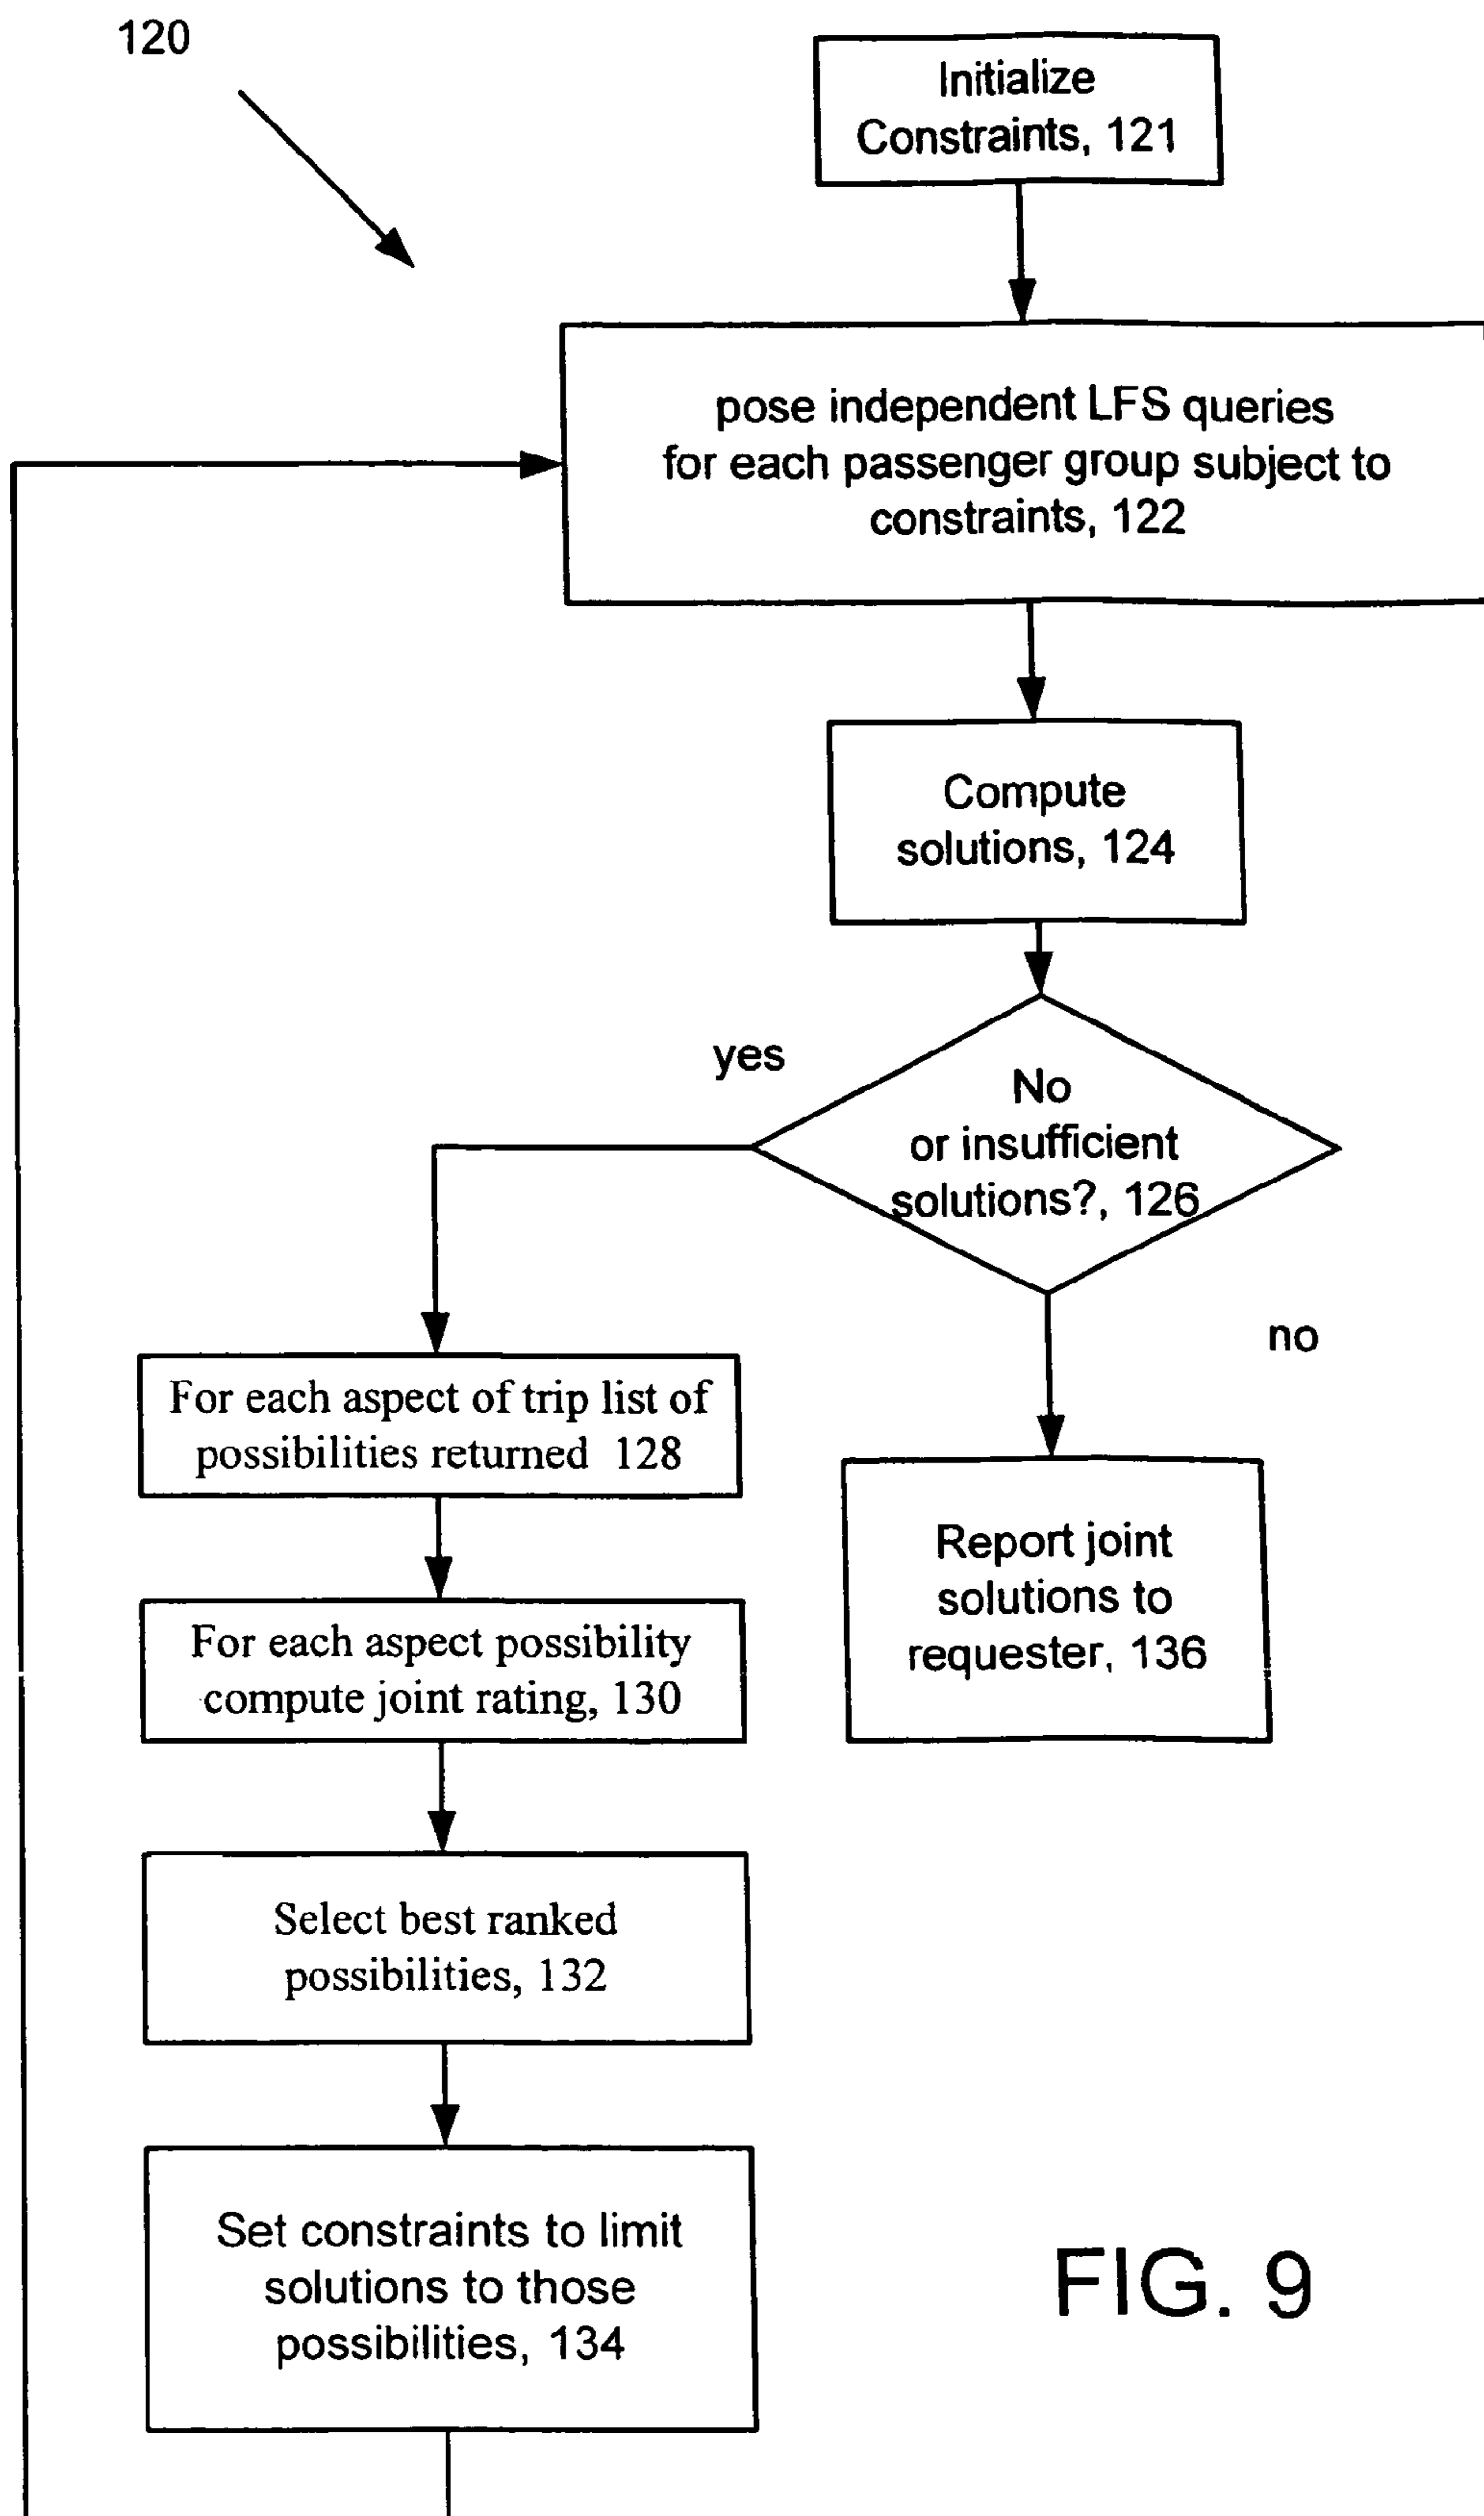 120
Initialize
Constraints, 121
pose independent LFS queries
for each passenger group subject to
constraints, 122
Compute
solutions, 124
yes
No
or insufficient
solutions?, 126
no
For each aspect of trip list of
possibilities returned 128
Report joint
solutions to
requester, 136
For each aspect possibility
compute joint rating, 130
Select best ranked
possibilities, 132
Set constraints to limit
solutions to those
possibilities, 134
FIG. 9